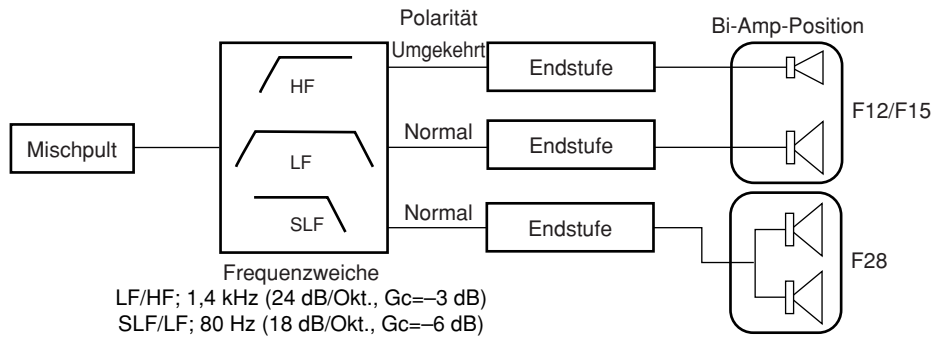 Polarität
Bi-Amp-Position
Umgekehrt
Endstufe
HF
F12/F15
Mischpult
Normal
Endstufe
LF
Normal
Endstufe
SLF
F28
Frequenzweiche
LF/HF; 1,4 kHz (24 dB/Okt., Gc=–3 dB)
SLF/LF; 80 Hz (18 dB/Okt., Gc=–6 dB)